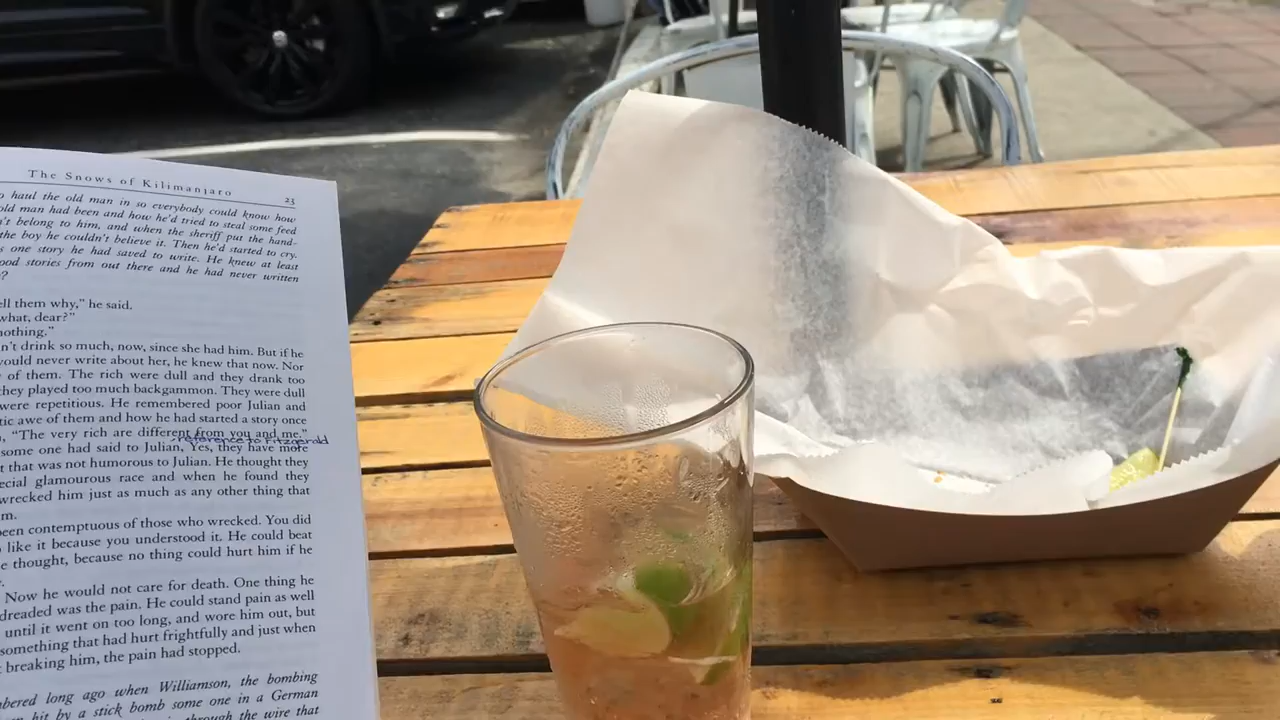 The Snows of Kilimanjaro 23
haul the old man in so everybody could know how
old man had been and how he'd tried to steal some feed
't belong to him, and when the sheriff put the hand-
the boy he couldn't believe it. Then he'd started to cry.
one story he had saved to write. He knew at least
ood stories from out there and he had never written
?
ell them why," he said.
what, dear?"
nothing."
n't drink so much, now, since she had him. But if he
would never write about her, he knew that now. Nor
of them. The rich were dull and they drank too
they played too much backgammon. They were dull
were repetitious. He remembered poor Julian and
tic awe of them and how he had started a story once
"The very rich are different from you and me."
reference to Fitzgerald
some one had said to Julian, Yes, they have more
t that was not humorous to Julian. He thought they
ecial glamourous race and when he found they
wrecked him just as much as any other thing that
m.
been contemptuous of those who wrecked. You did
like it because you understood it. He could beat
e thought, because no thing could hurt him if he
Now he would not care for death. One thing he
dreaded was the pain. He could stand pain as well
until it went on too long, and wore him out, but
something that had hurt frightfully and just when
breaking him, the pain had stopped.
bered long ago when Williamson, the bombing
hit by a stick bomb some one in a German
through the wire that